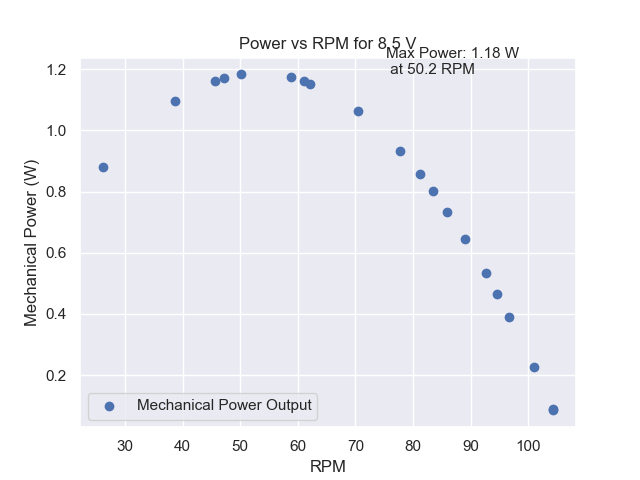 Power vs RPM for 8.5 V
Max Power: 1.18 W
at 50.2 RPM
1.2
1.0
0.8
0.6
0.4
0.2
Mechanical Power (W)
Mechanical Power Output
30 40 50 60 70 80 90 100
RPM